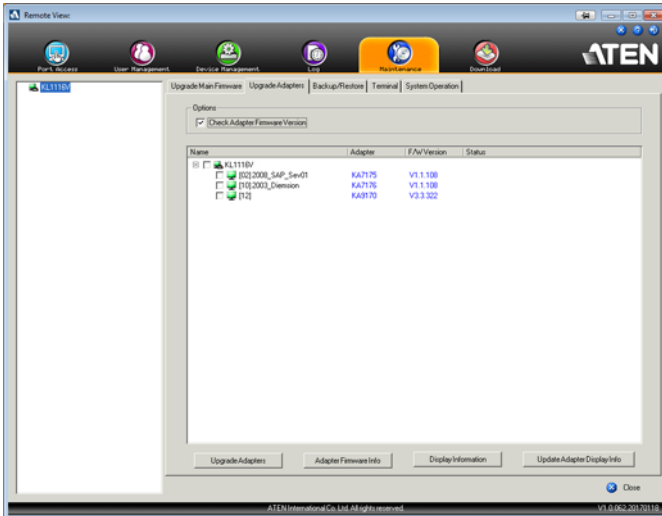 Remote View:
ATEN
Port Access User Management Device Management Log Maintenance Download
KL1116V
Upgrade Main Firmware Upgrade Adapters Backup/Restore Terminal System Operation
Options
Check Adapter Firmware Version
Name Adapter F/W Version Status
KL1116V
[02]2008_SAP_Sev01 KA7175 V1.1.108
[10]2003_Diemsion KA7176 V1.1.108
[12] KA9170 V3.3.322
Upgrade Adapters Adapter Firmware Info Display Information Update Adapter Display Info
Close
ATEN International Co. Ltd. All rights reserved. V1.0.062.20170118